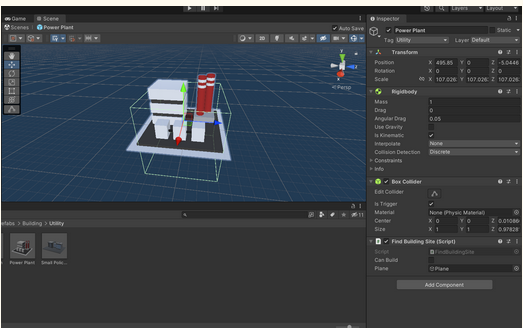 Game
Scene
Scenes
Power Plant
Auto Save
2D
Persp
efabs > Building > Utility
Power Plant
Small Polic...
Layers
Layout
Inspector
Power Plant
Static
Tag Utility
Layer Default
Transform
Position X 495.85 Y 0 Z -5.0446
Rotation X 0 Y 0 Z 0
Scale X 107.026 Y 107.026 Z 107.026
Rigidbody
Mass 1
Drag 0
Angular Drag 0.05
Use Gravity
Is Kinematic
Interpolate None
Collision Detection Discrete
Constraints
Info
Box Collider
Edit Collider
Is Trigger
Material None (Physic Material)
Center X 0 Y 0 Z
Size X 1 Y 1 Z 0.97828
Find Building Site (Script)
Script FindBuildingSite
Can Build
Plane Plane
Add Component